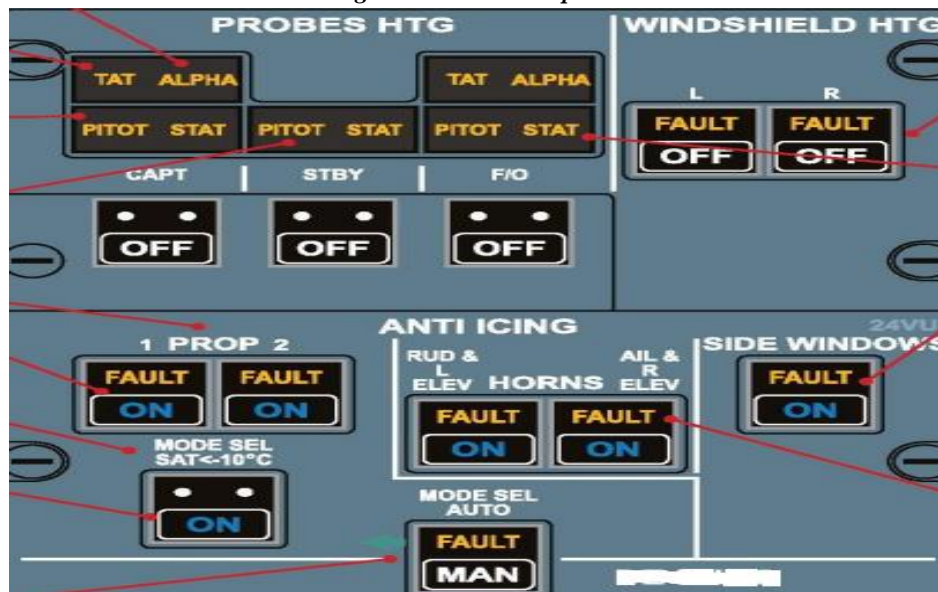 PROBES HTG
WINDSHIELD HTG
TAT ALPHA
TAT ALPHA
L
R
PITOT STAT
PITOT STAT
PITOT STAT
FAULT
OFF
FAULT
OFF
CAPT
STBY
F/O
OFF
OFF
OFF
ANTI ICING
24VU
1 PROP 2
RUD &
L
ELEV
HORNS
AIL &
R
ELEV
SIDE WINDOWS
FAULT
ON
FAULT
ON
FAULT
ON
FAULT
ON
FAULT
ON
MODE SEL
SAT<-10°C
ON
MODE SEL
AUTO
FAULT
MAN